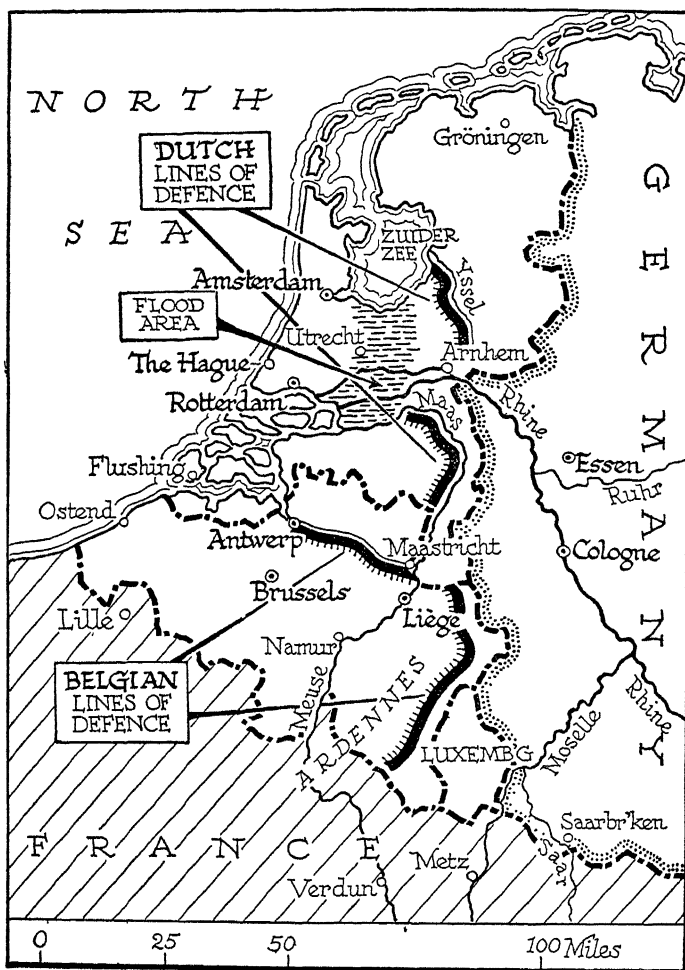 NORTH
SEA
GERMANY
Gröningen
DUTCH
LINES OF
DEFENCE
ZUIDER
ZEE
Yssel
Amsterdam
FLOOD
AREA
Utrecht
The Hague
Arnhem
Rotterdam
Maas
Rhine
Flushing
Essen
Ruhr
Ostend
Antwerp
Maastricht
Cologne
Brussels
Lille
Liège
Namur
BELGIAN
LINES OF
DEFENCE
Meuse
ARDENNES
LUXEMB'G
Moselle
Rhine
FRANCE
Saarbr'ken
Saar
Metz
Verdun
0 25 50 100 Miles